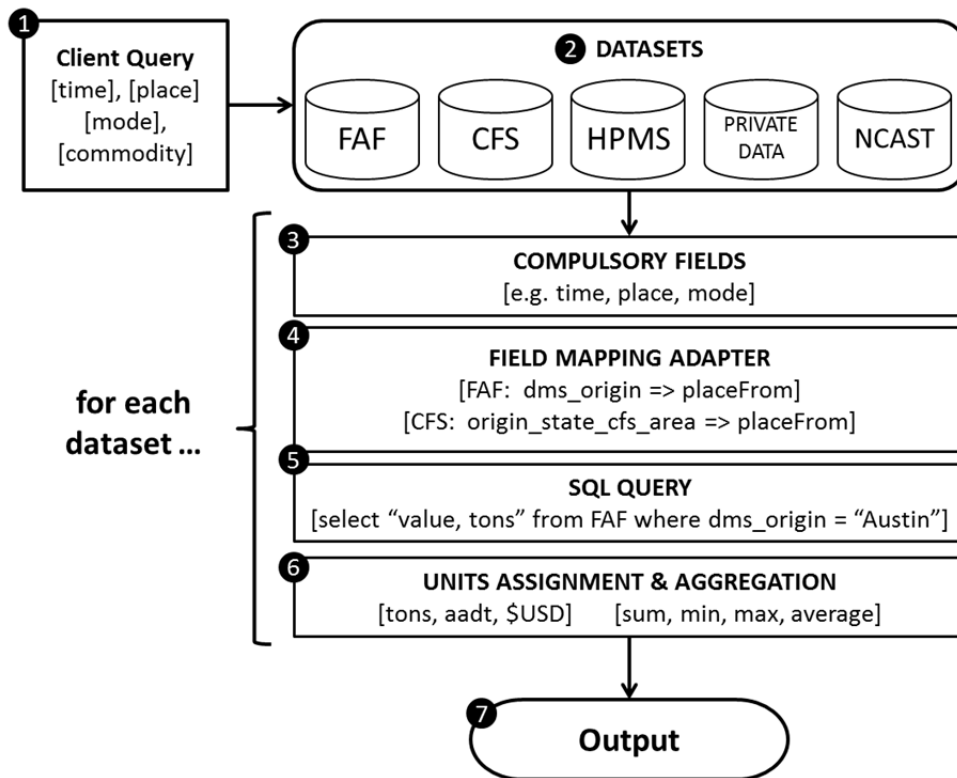 1
Client Query
[time], [place]
[mode],
[commodity]
2 DATASETS
FAF
CFS
HPMS
PRIVATE
DATA
NCAST
for each
dataset ...
3
COMPULSORY FIELDS
[e.g. time, place, mode]
4
FIELD MAPPING ADAPTER
[FAF: dms_origin => placeFrom]
[CFS: origin_state_cfs_area => placeFrom]
5
SQL QUERY
[select “value, tons” from FAF where dms_origin = “Austin”]
6
UNITS ASSIGNMENT & AGGREGATION
[tons, aadt, $USD] [sum, min, max, average]
7
Output